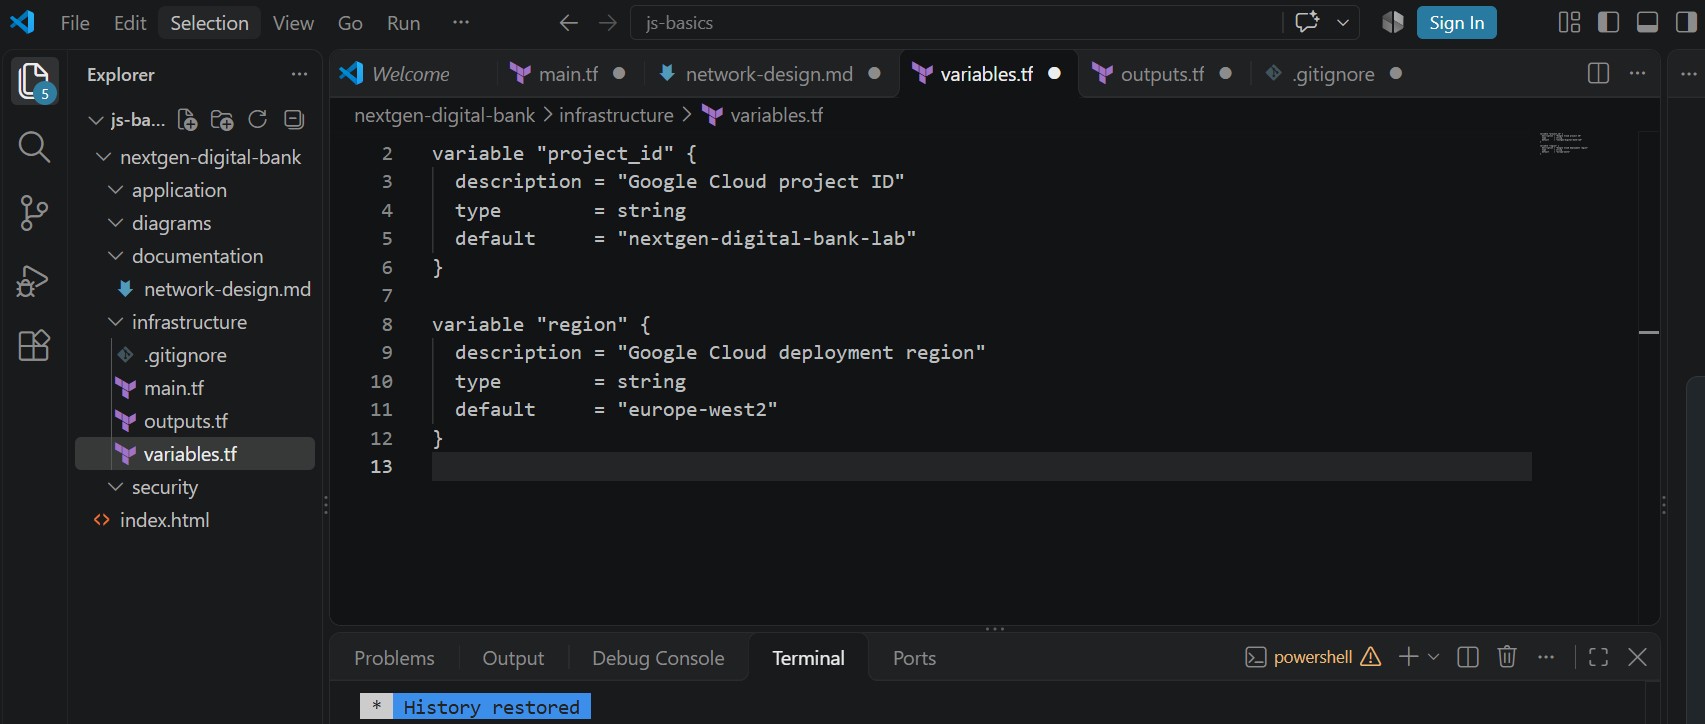 File Edit Selection View Go Run ··· js-basics Sign In
Explorer ···
5
js-ba...
nextgen-digital-bank
application
diagrams
documentation
network-design.md
infrastructure
.gitignore
main.tf
outputs.tf
variables.tf
security
index.html
Welcome main.tf network-design.md variables.tf outputs.tf .gitignore
nextgen-digital-bank > infrastructure > variables.tf
2 variable "project_id" {
3 description = "Google Cloud project ID"
4 type = string
5 default = "nextgen-digital-bank-lab"
6 }
7
8 variable "region" {
9 description = "Google Cloud deployment region"
10 type = string
11 default = "europe-west2"
12 }
13
Problems Output Debug Console Terminal Ports powershell
* History restored